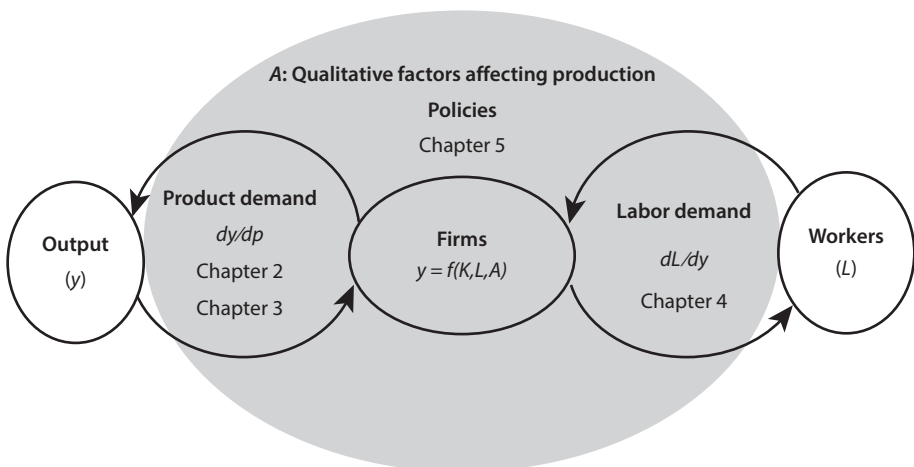 A: Qualitative factors affecting production
Policies
Chapter 5
Product demand
dy/dp
Chapter 2
Chapter 3
Labor demand
dL/dy
Chapter 4
Output
(y)
Firms
y = f(K,L,A)
Workers
(L)